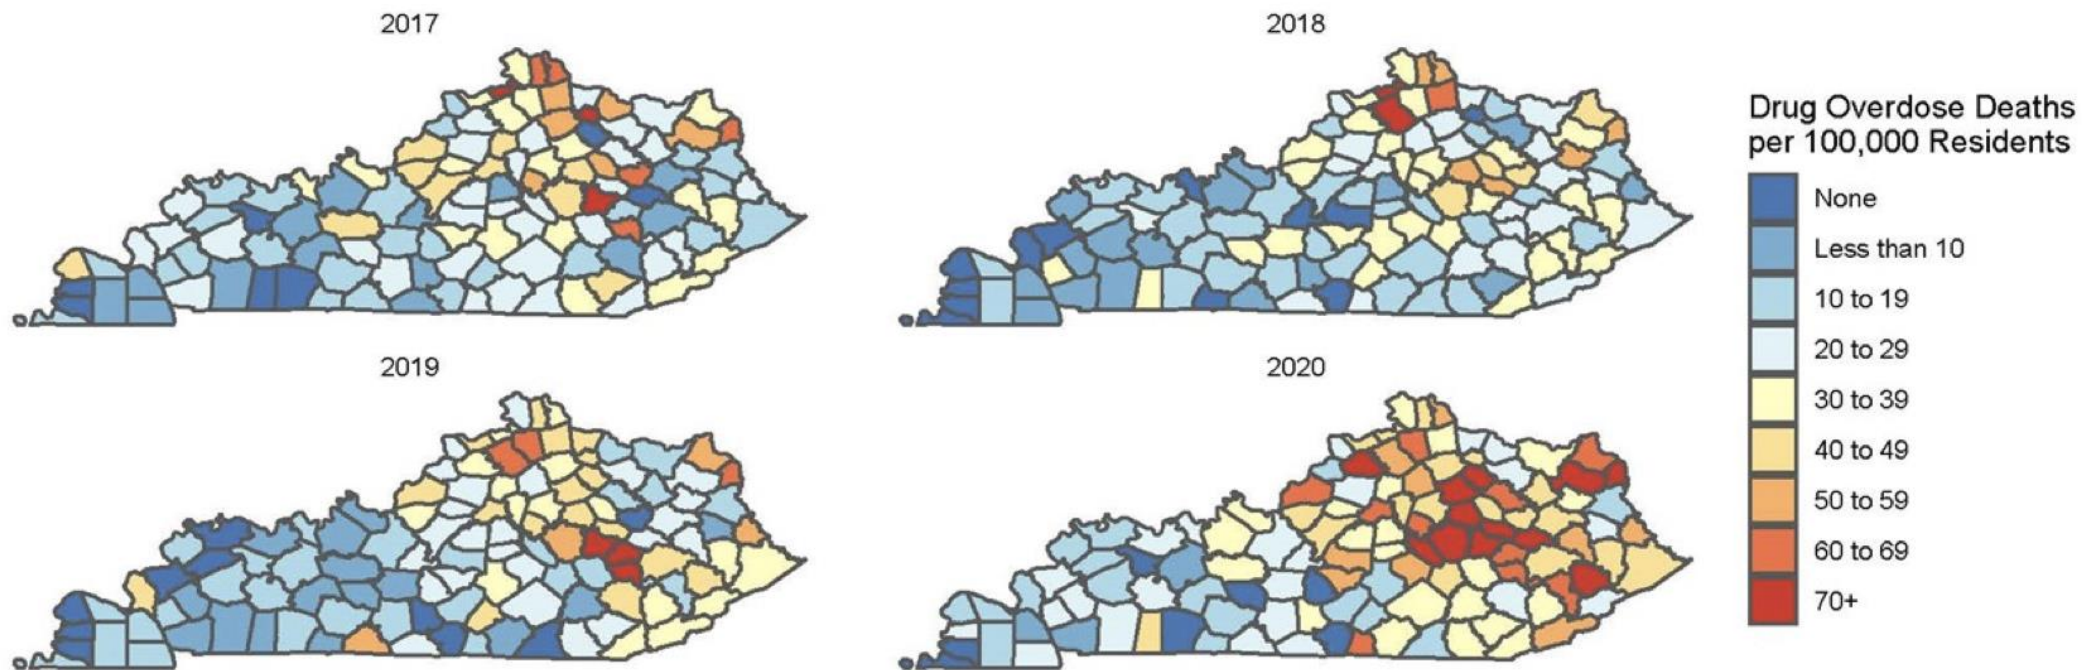 2017
2018
Drug Overdose Deaths
per 100,000 Residents
None
Less than 10
10 to 19
20 to 29
30 to 39
40 to 49
50 to 59
60 to 69
70+
2019
2020